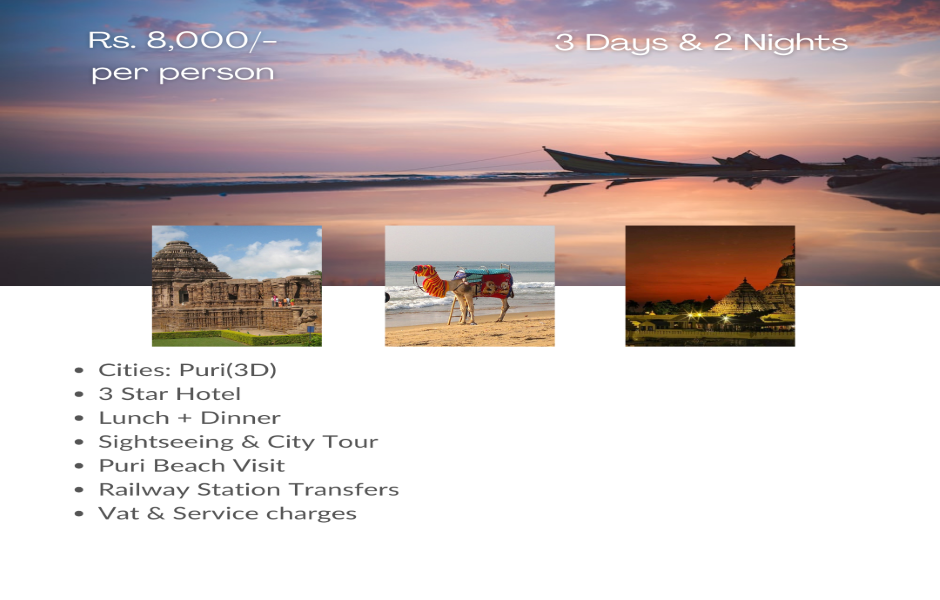 Rs. 8,000/-
per person
3 Days & 2 Nights
• Cities: Puri(3D)
• 3 Star Hotel
• Lunch + Dinner
• Sightseeing & City Tour
• Puri Beach Visit
• Railway Station Transfers
• Vat & Service charges